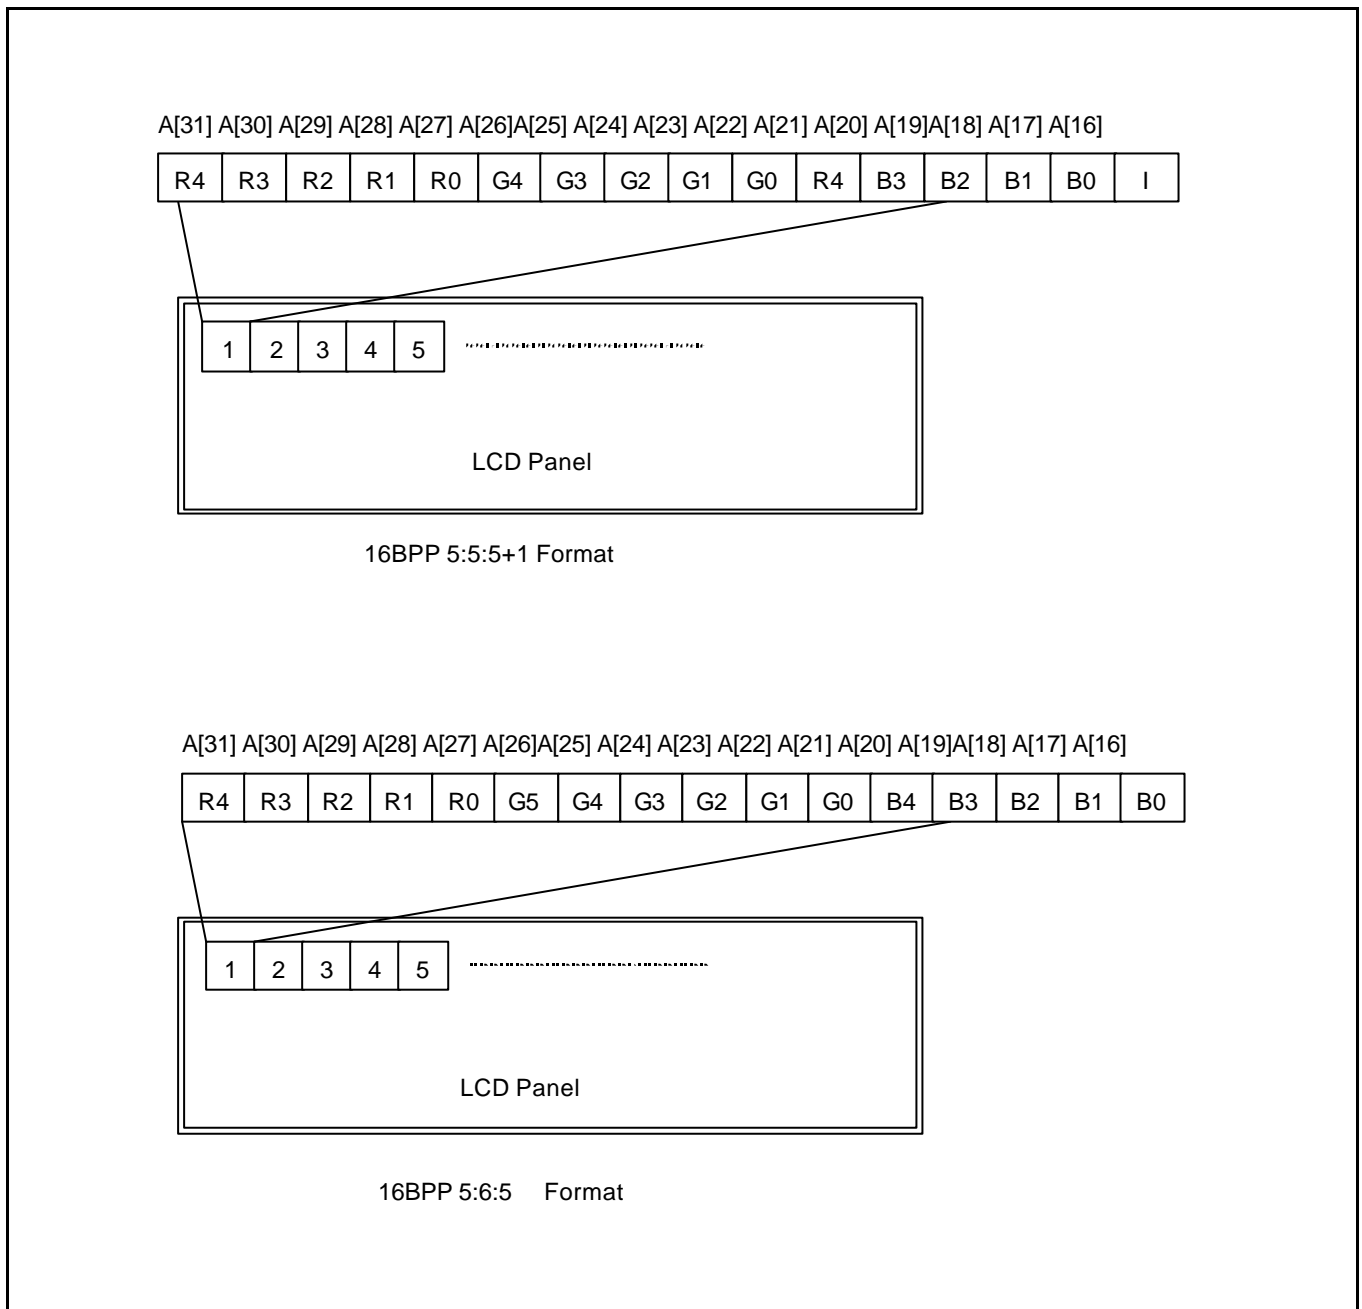 A[31] A[30] A[29] A[28] A[27] A[26]A[25] A[24] A[23] A[22] A[21] A[20] A[19]A[18] A[17] A[16]
R4 R3 R2 R1 R0 G4 G3 G2 G1 G0 R4 B3 B2 B1 B0 I
1 2 3 4 5
LCD Panel
16BPP 5:5:5+1 Format
A[31] A[30] A[29] A[28] A[27] A[26]A[25] A[24] A[23] A[22] A[21] A[20] A[19]A[18] A[17] A[16]
R4 R3 R2 R1 R0 G5 G4 G3 G2 G1 G0 B4 B3 B2 B1 B0
1 2 3 4 5
LCD Panel
16BPP 5:6:5 Format